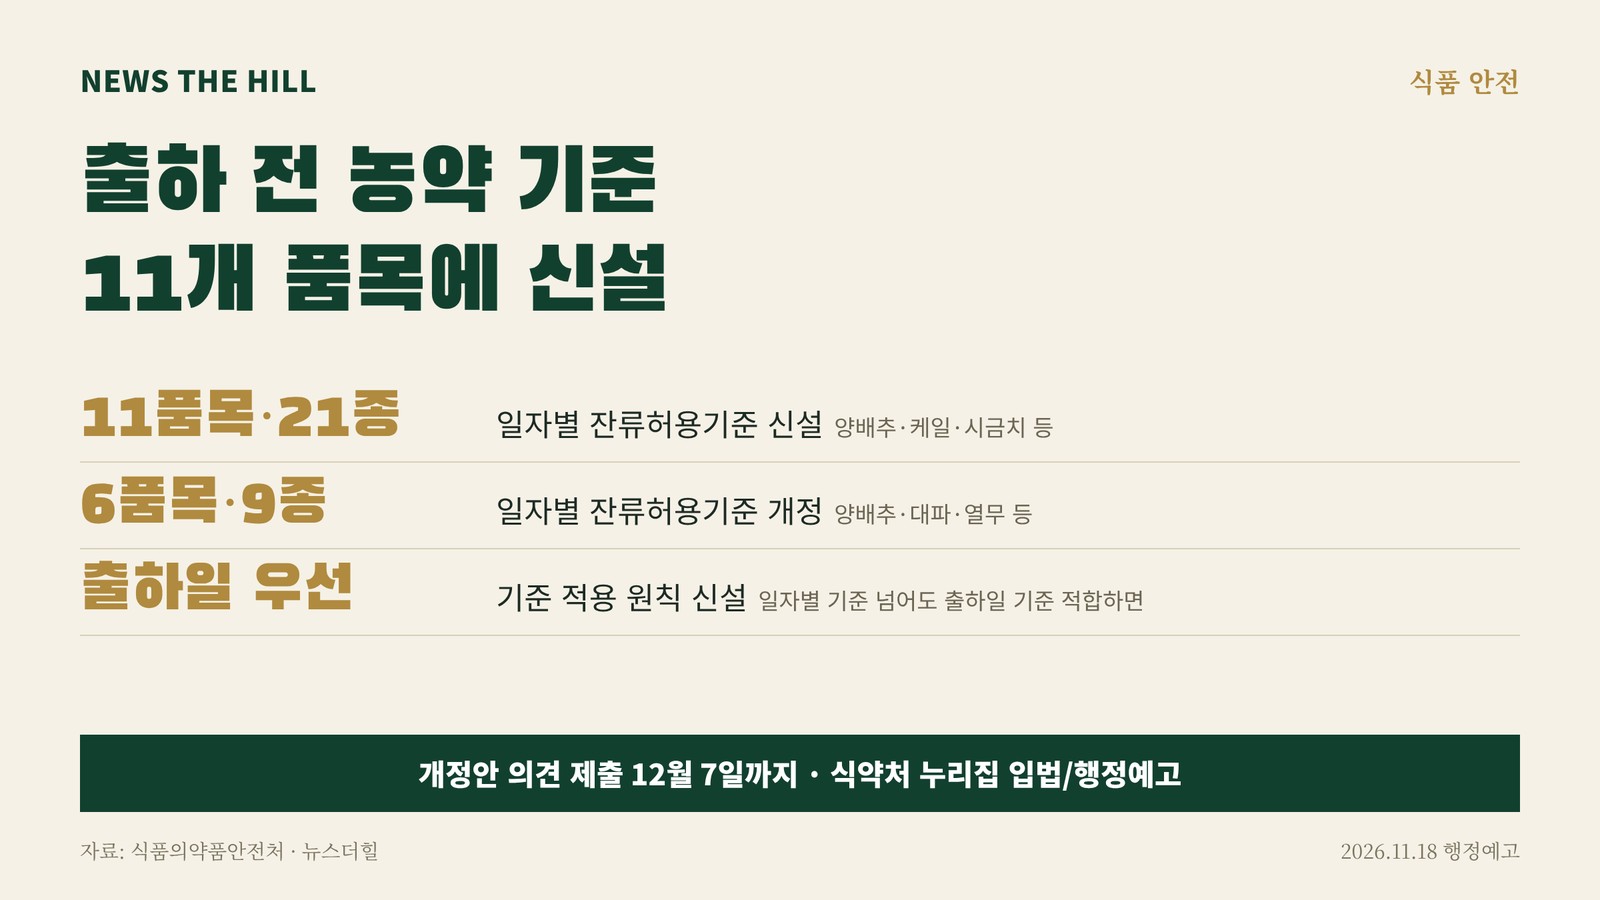 NEWS THE HILL
식품 안전
출하 전 농약 기준
11개 품목에 신설
11품목·21종 일자별 잔류허용기준 신설 양배추·케일·시금치 등
6품목·9종 일자별 잔류허용기준 개정 양배추·대파·열무 등
출하일 우선 기준 적용 원칙 신설 일자별 기준 넘어도 출하일 기준 적합하면
개정안 의견 제출 12월 7일까지 · 식약처 누리집 입법/행정예고
자료: 식품의약품안전처 · 뉴스더힐
2026.11.18 행정예고